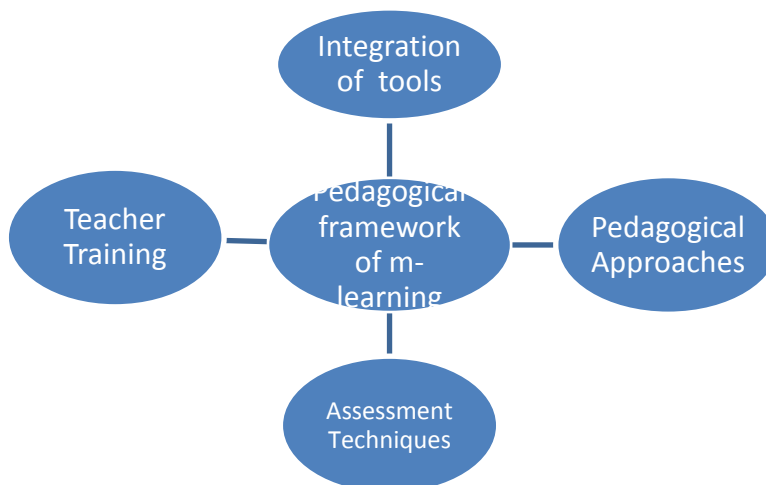 Integration
of tools
Teacher
Training
Pedagogical
framework
of m-
learning
Pedagogical
Approaches
Assessment
Techniques